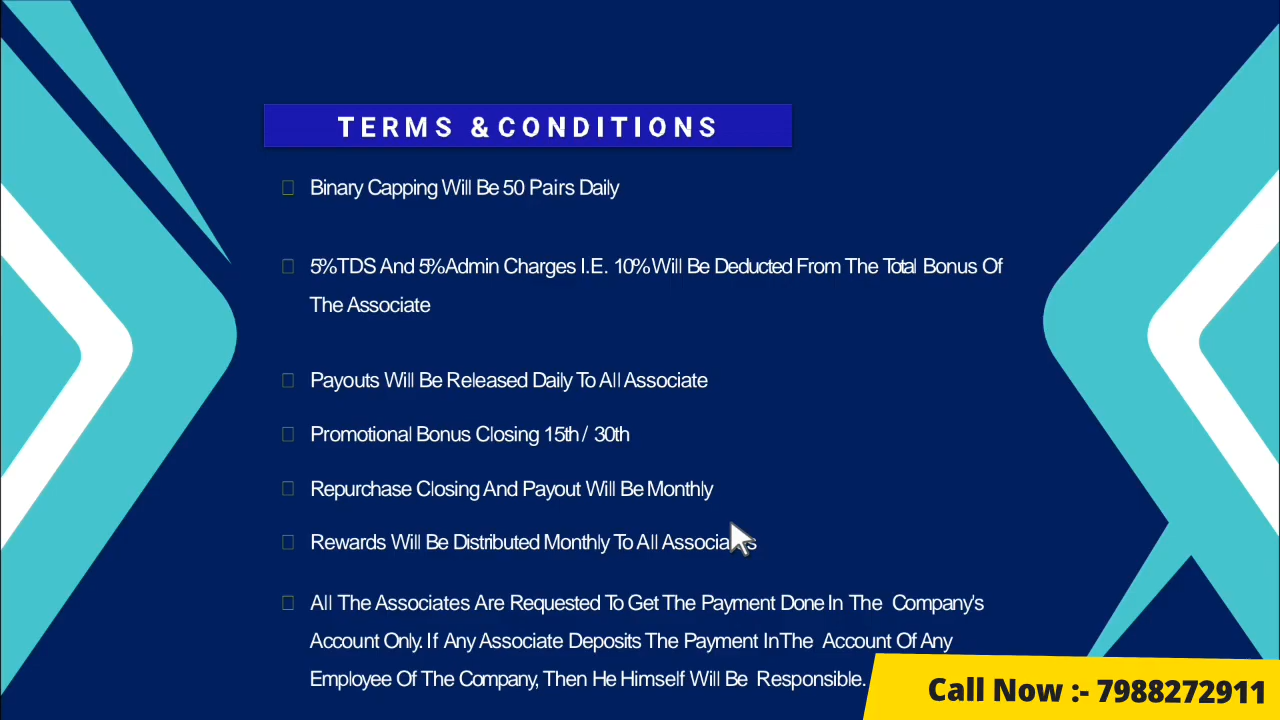 TERMS &CONDITIONS
Binary Capping Will Be 50 Pairs Daily
5%TDS And 5%Admin Charges I.E. 10%Will Be Deducted From The Total Bonus Of
The Associate
Payouts Will Be Released Daily To All Associate
Promotional Bonus Closing 15th / 30th
Repurchase Closing And Payout Will Be Monthly
Rewards Will Be Distributed Monthly To All Associates
All The Associates Are Requested To Get The Payment Done In The Company's
Account Only. If Any Associate Deposits The Payment InThe Account Of Any
Employee Of The Company, Then He Himself Will Be Responsible.
Call Now :- 7988272911